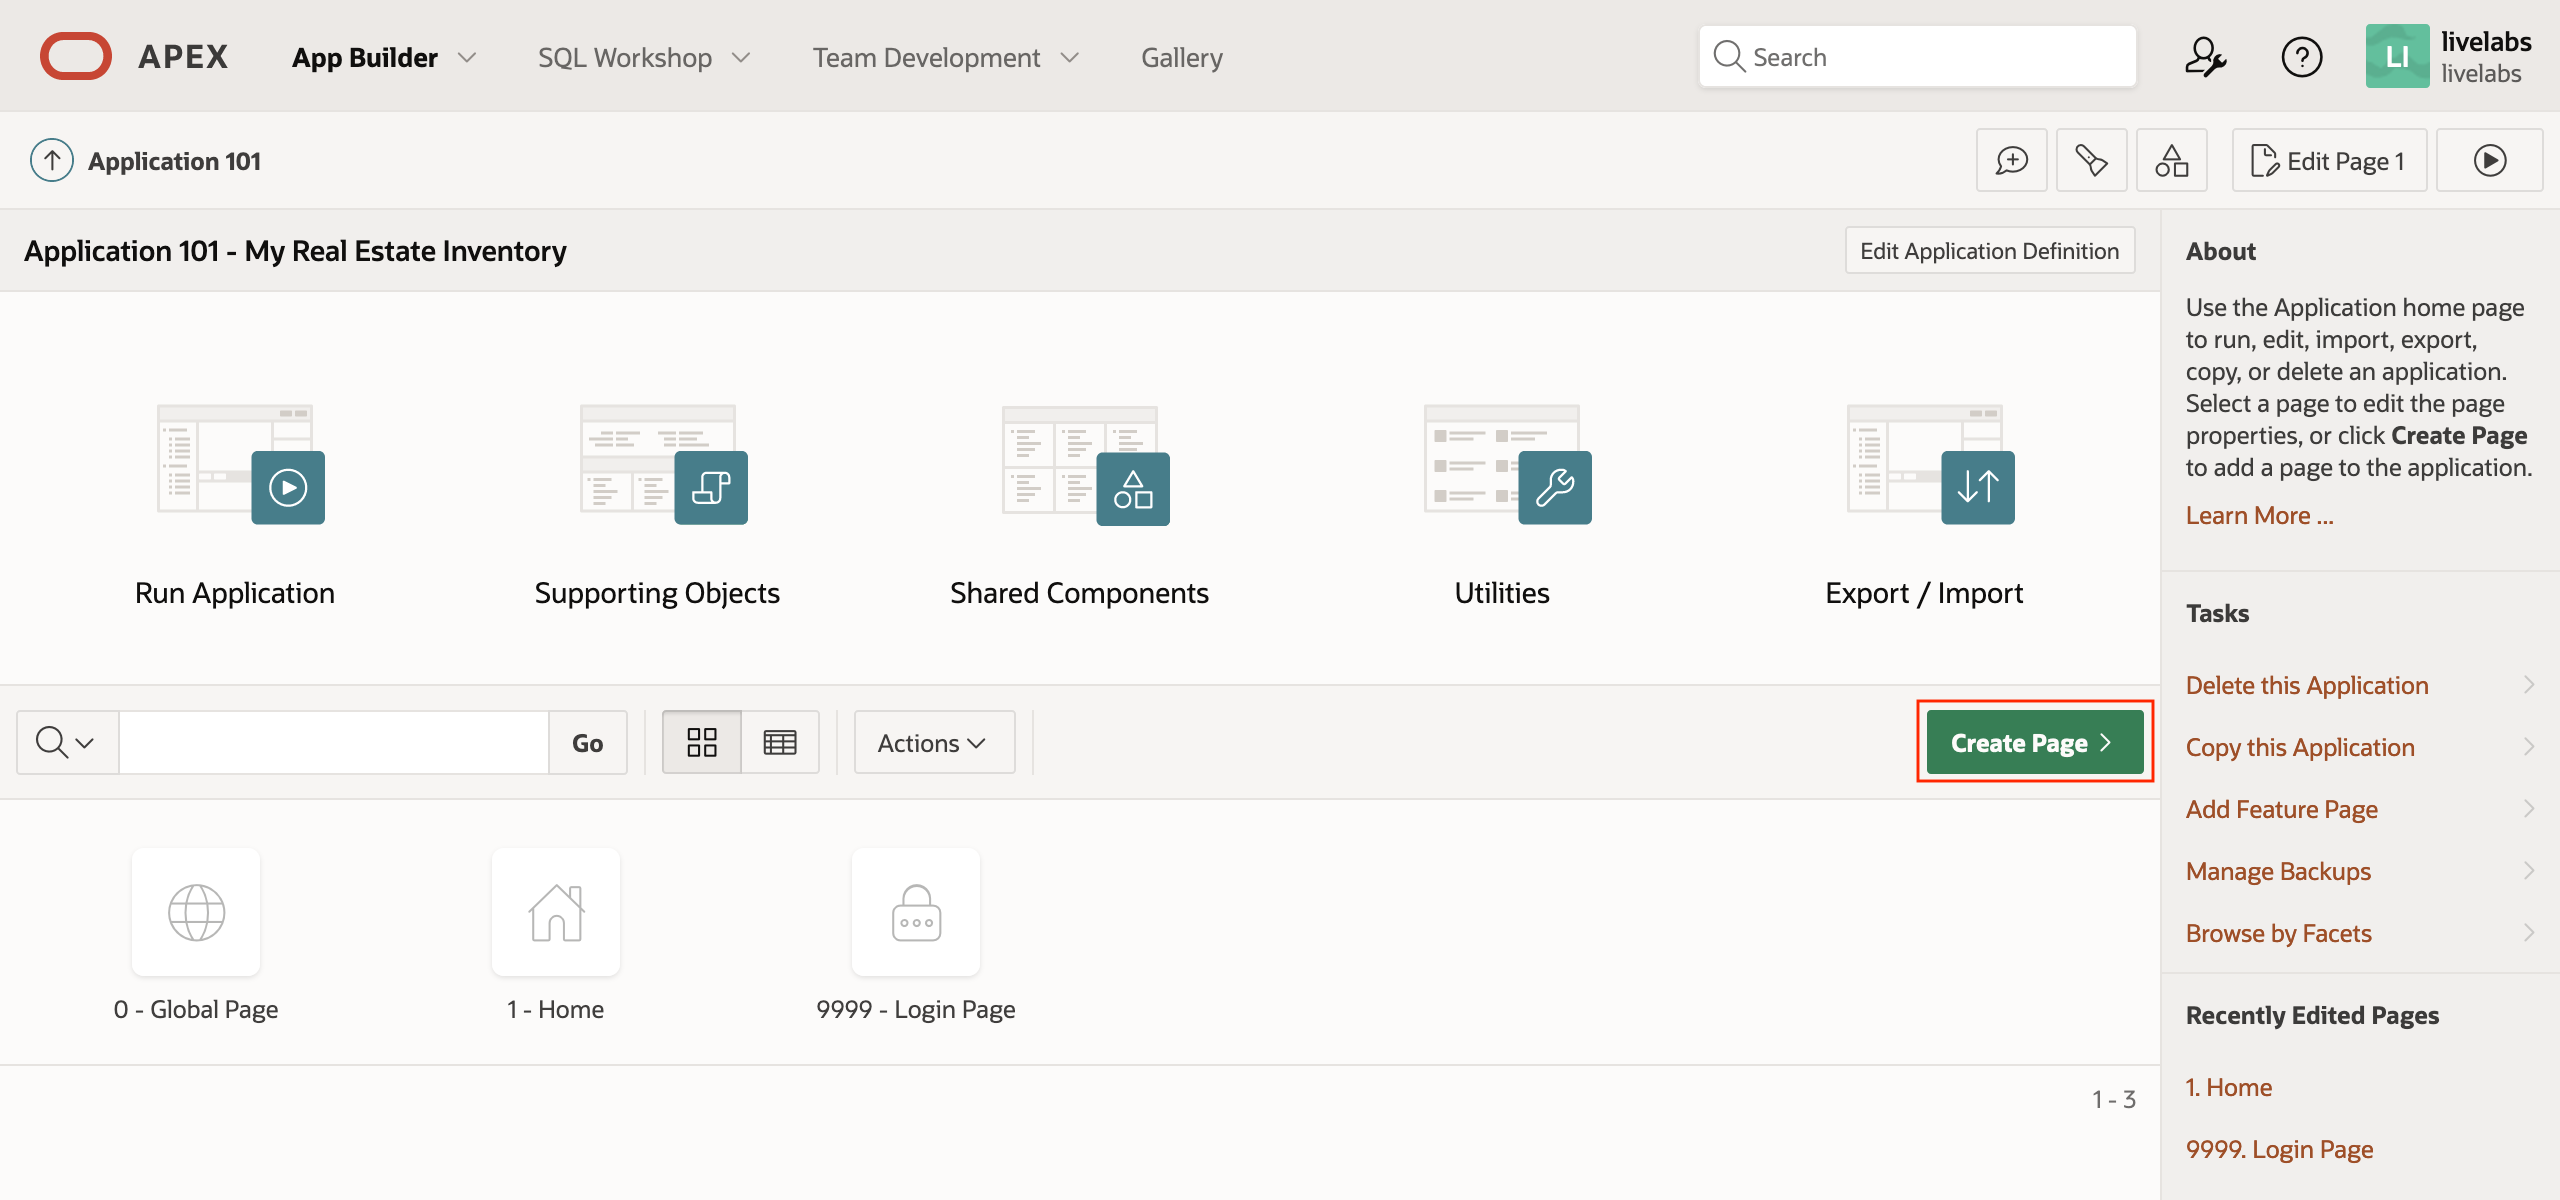 APEX
App Builder
SQL Workshop
Team Development
Gallery
Search
LI
livelabs
livelabs
Application 101
Edit Page 1
Application 101 - My Real Estate Inventory
Edit Application Definition
Run Application
Supporting Objects
Shared Components
Utilities
Export / Import
Go
Actions
Create Page
0 - Global Page
1 - Home
9999 - Login Page
1 - 3
About
Use the Application home page
to run, edit, import, export,
copy, or delete an application.
Select a page to edit the page
properties, or click Create Page
to add a page to the application.
Learn More ...
Tasks
Delete this Application
Copy this Application
Add Feature Page
Manage Backups
Browse by Facets
Recently Edited Pages
1. Home
9999. Login Page